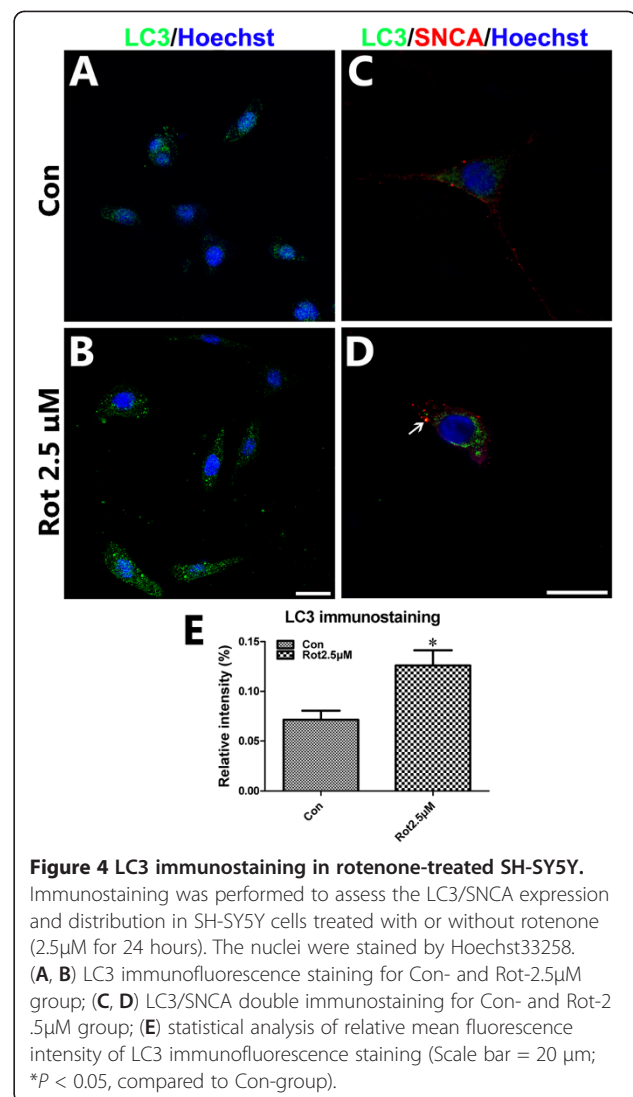 LC3/Hoechst
LC3/SNCA/Hoechst
A
C
Con
B
D
Rot 2.5 µM
E
LC3 immunostaining
Relative intensity (%)
0.15
0.10
0.05
0.00
Con
Rot2.5µM
*
Con
Rot2.5µM
Figure 4 LC3 immunostaining in rotenone-treated SH-SY5Y.
Immunostaining was performed to assess the LC3/SNCA expression
and distribution in SH-SY5Y cells treated with or without rotenone
(2.5µM for 24 hours). The nuclei were stained by Hoechst33258.
(A, B) LC3 immunofluorescence staining for Con- and Rot-2.5µM
group; (C, D) LC3/SNCA double immunostaining for Con- and Rot-2
.5µM group; (E) statistical analysis of relative mean fluorescence
intensity of LC3 immunofluorescence staining (Scale bar = 20 µm;
*P < 0.05, compared to Con-group).